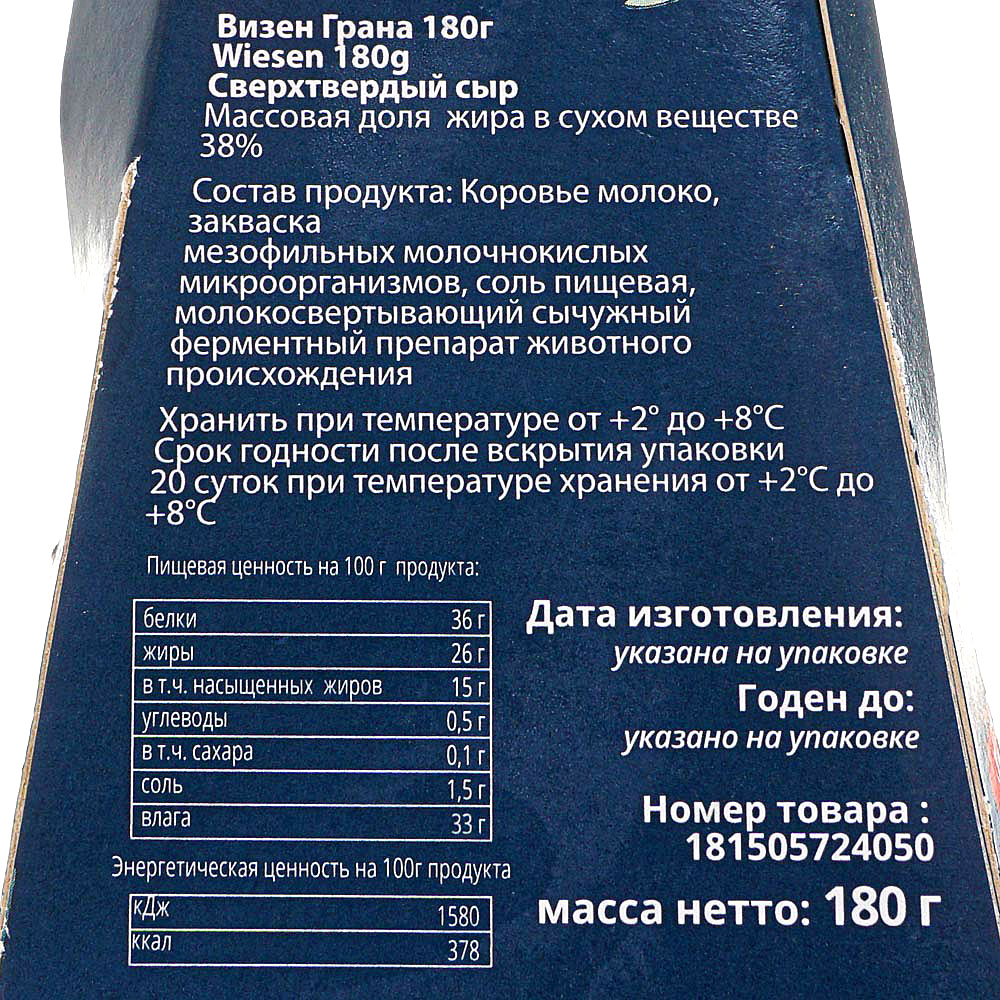 Визен Грана 180г
Wiesen 180g
Сверхтвердый сыр
Массовая доля жира в сухом веществе
38%
Состав продукта: Коровье молоко,
закваска
мезофильных молочнокислых
микроорганизмов, соль пищевая,
молокосвертывающий сычужный
ферментный препарат животного
происхождения
Хранить при температуре от +2° до +8°С
Срок годности после вскрытия упаковки
20 суток при температуре хранения от +2°С до
+8°С
Пищевая ценность на 100 г продукта:
белки 36 г
жиры 26 г
в т.ч. насыщенных жиров 15 г
углеводы 0,5 г
в т.ч. сахара 0,1 г
соль 1,5 г
влага 33 г
Энергетическая ценность на 100г продукта
кДж 1580
ккал 378
Дата изготовления:
указана на упаковке
Годен до:
указано на упаковке
Номер товара :
181505724050
масса нетто: 180 г